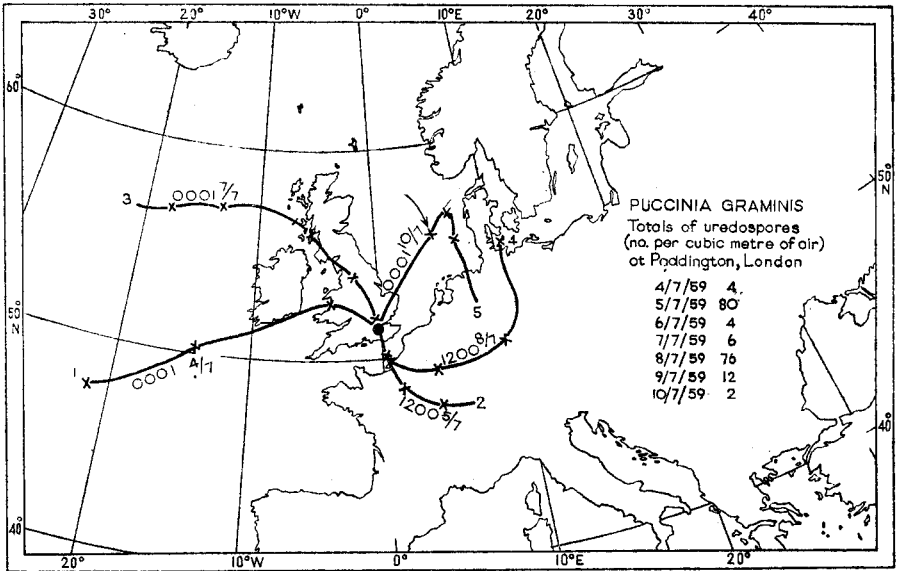 30° 20° 10°W 0° 10°E 20° 30° 40°
60°
50°
N
3 0001 7/7
0001 10/7
4
PUCCINIA GRAMINIS
Totals of uredospores
(no. per cubic metre of air)
at Paddington, London
4/7/59 4
5/7/59 80
6/7/59 4
7/7/59 6
8/7/59 76
9/7/59 12
10/7/59 2
5
50°
N
1200 8/7
1 0001 4/7
1200 5/7 2
40°
40°
20° 10°W 0° 10°E 20°